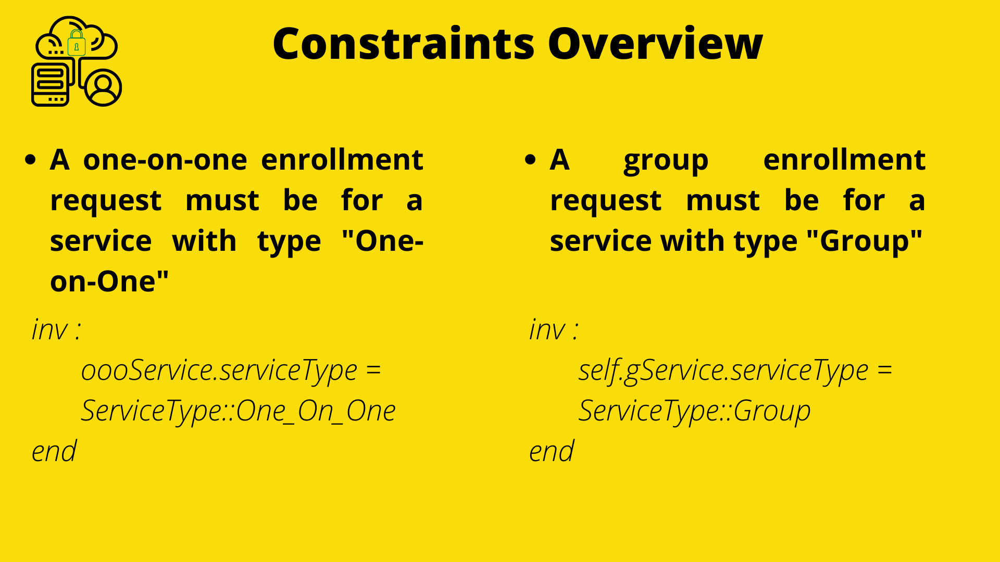 Constraints Overview
• A one-on-one enrollment
request must be for a
service with type "One-
on-One"
inv :
oooService.serviceType =
ServiceType::One_On_One
end
• A group enrollment
request must be for a
service with type "Group"
inv :
self.gService.serviceType =
ServiceType::Group
end